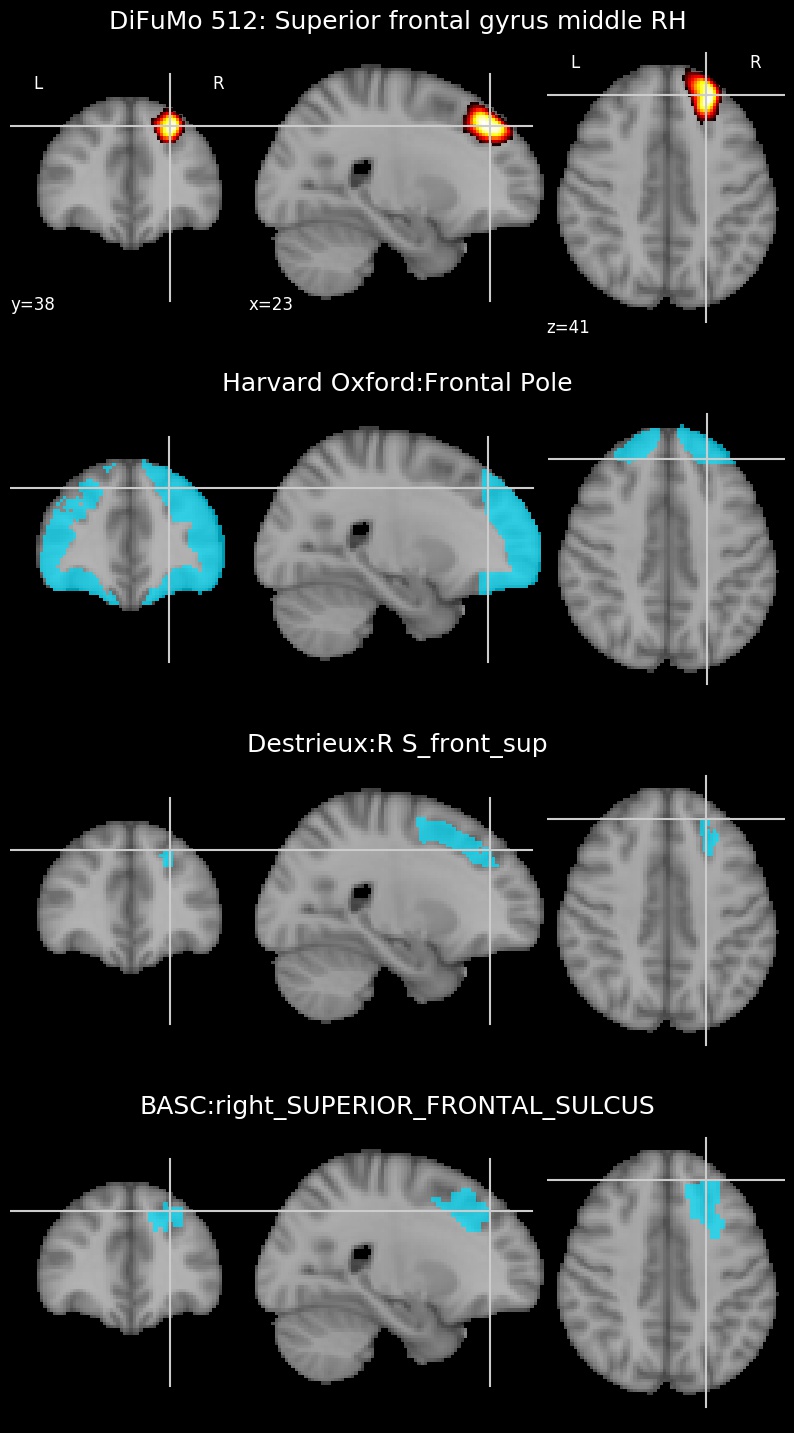 DiFuMo 512: Superior frontal gyrus middle RH
L R
L R
y=38
x=23
z=41
Harvard Oxford:Frontal Pole
Destrieux:R S_front_sup
BASC:right_SUPERIOR_FRONTAL_SULCUS